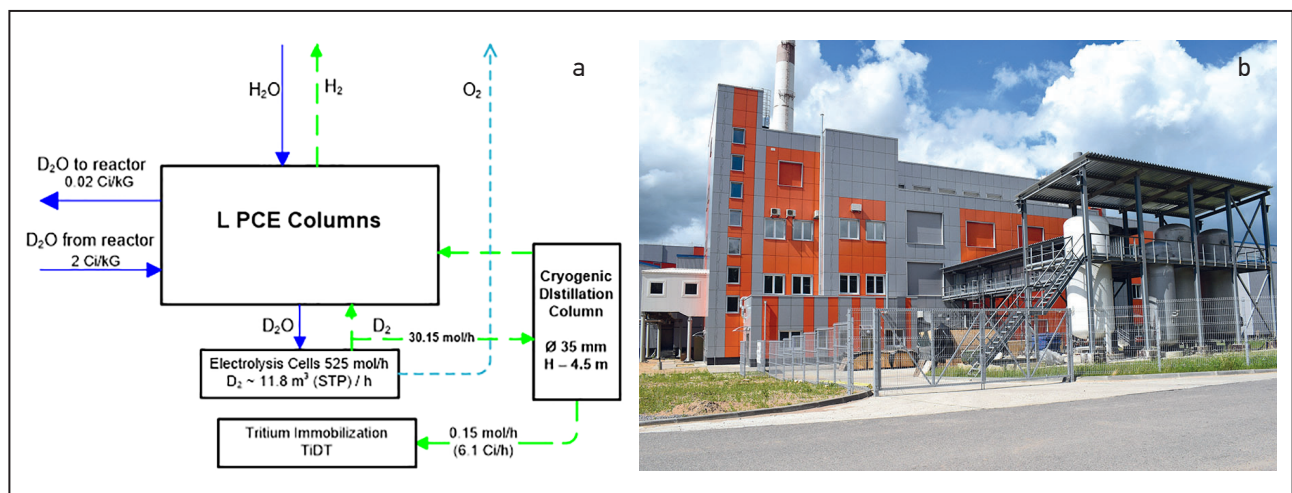 a
b
H₂O
H₂
O₂
D₂O to reactor
0.02 Ci/kG
L PCE Columns
D₂O from reactor
2 Ci/kG
Cryogenic
DIstillation
Column
Ø 35 mm
H – 4.5 m
D₂O
D₂
30.15 mol/h
Electrolysis Cells 525 mol/h
D₂ ~ 11.8 m³ (STP) / h
Tritium Immobilization
TiDT
0.15 mol/h
(6.1 Ci/h)